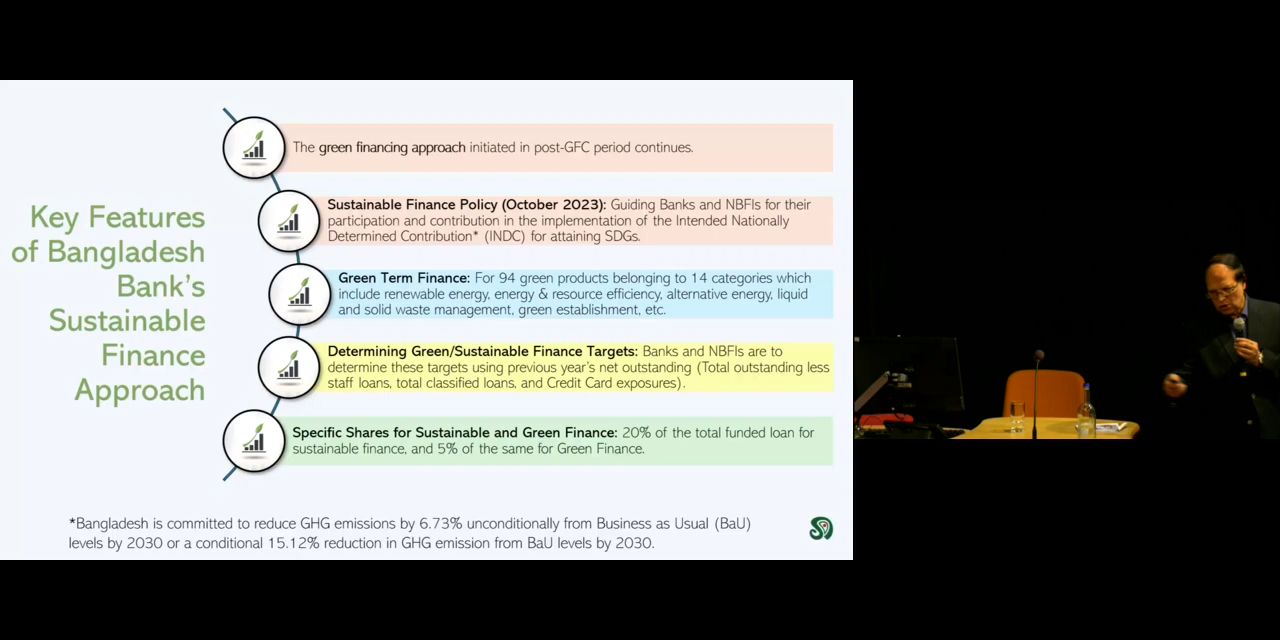 Key Features
of Bangladesh
Bank's
Sustainable
Finance
Approach
The green financing approach initiated in post-GFC period continues.
Sustainable Finance Policy (October 2023): Guiding Banks and NBFIs for their
participation and contribution in the implementation of the Intended Nationally
Determined Contribution* (INDC) for attaining SDGs.
Green Term Finance: For 94 green products belonging to 14 categories which
include renewable energy, energy & resource efficiency, alternative energy, liquid
and solid waste management, green establishment, etc.
Determining Green/Sustainable Finance Targets: Banks and NBFIs are to
determine these targets using previous year's net outstanding (Total outstanding less
staff loans, total classified loans, and Credit Card exposures).
Specific Shares for Sustainable and Green Finance: 20% of the total funded loan for
sustainable finance, and 5% of the same for Green Finance.
*Bangladesh is committed to reduce GHG emissions by 6.73% unconditionally from Business as Usual (BaU)
levels by 2030 or a conditional 15.12% reduction in GHG emission from BaU levels by 2030.